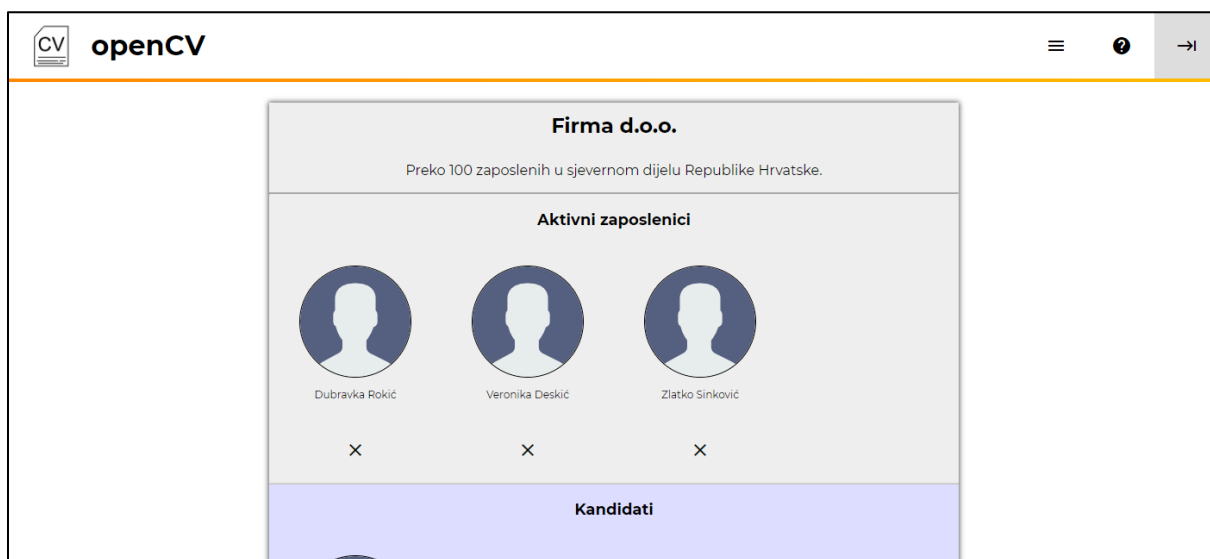 CV openCV
Firma d.o.o.
Preko 100 zaposlenih u sjevernom dijelu Republike Hrvatske.
Aktivni zaposlenici
Dubravka Rokić Veronika Deskić Zlatko Sinković
Kandidati